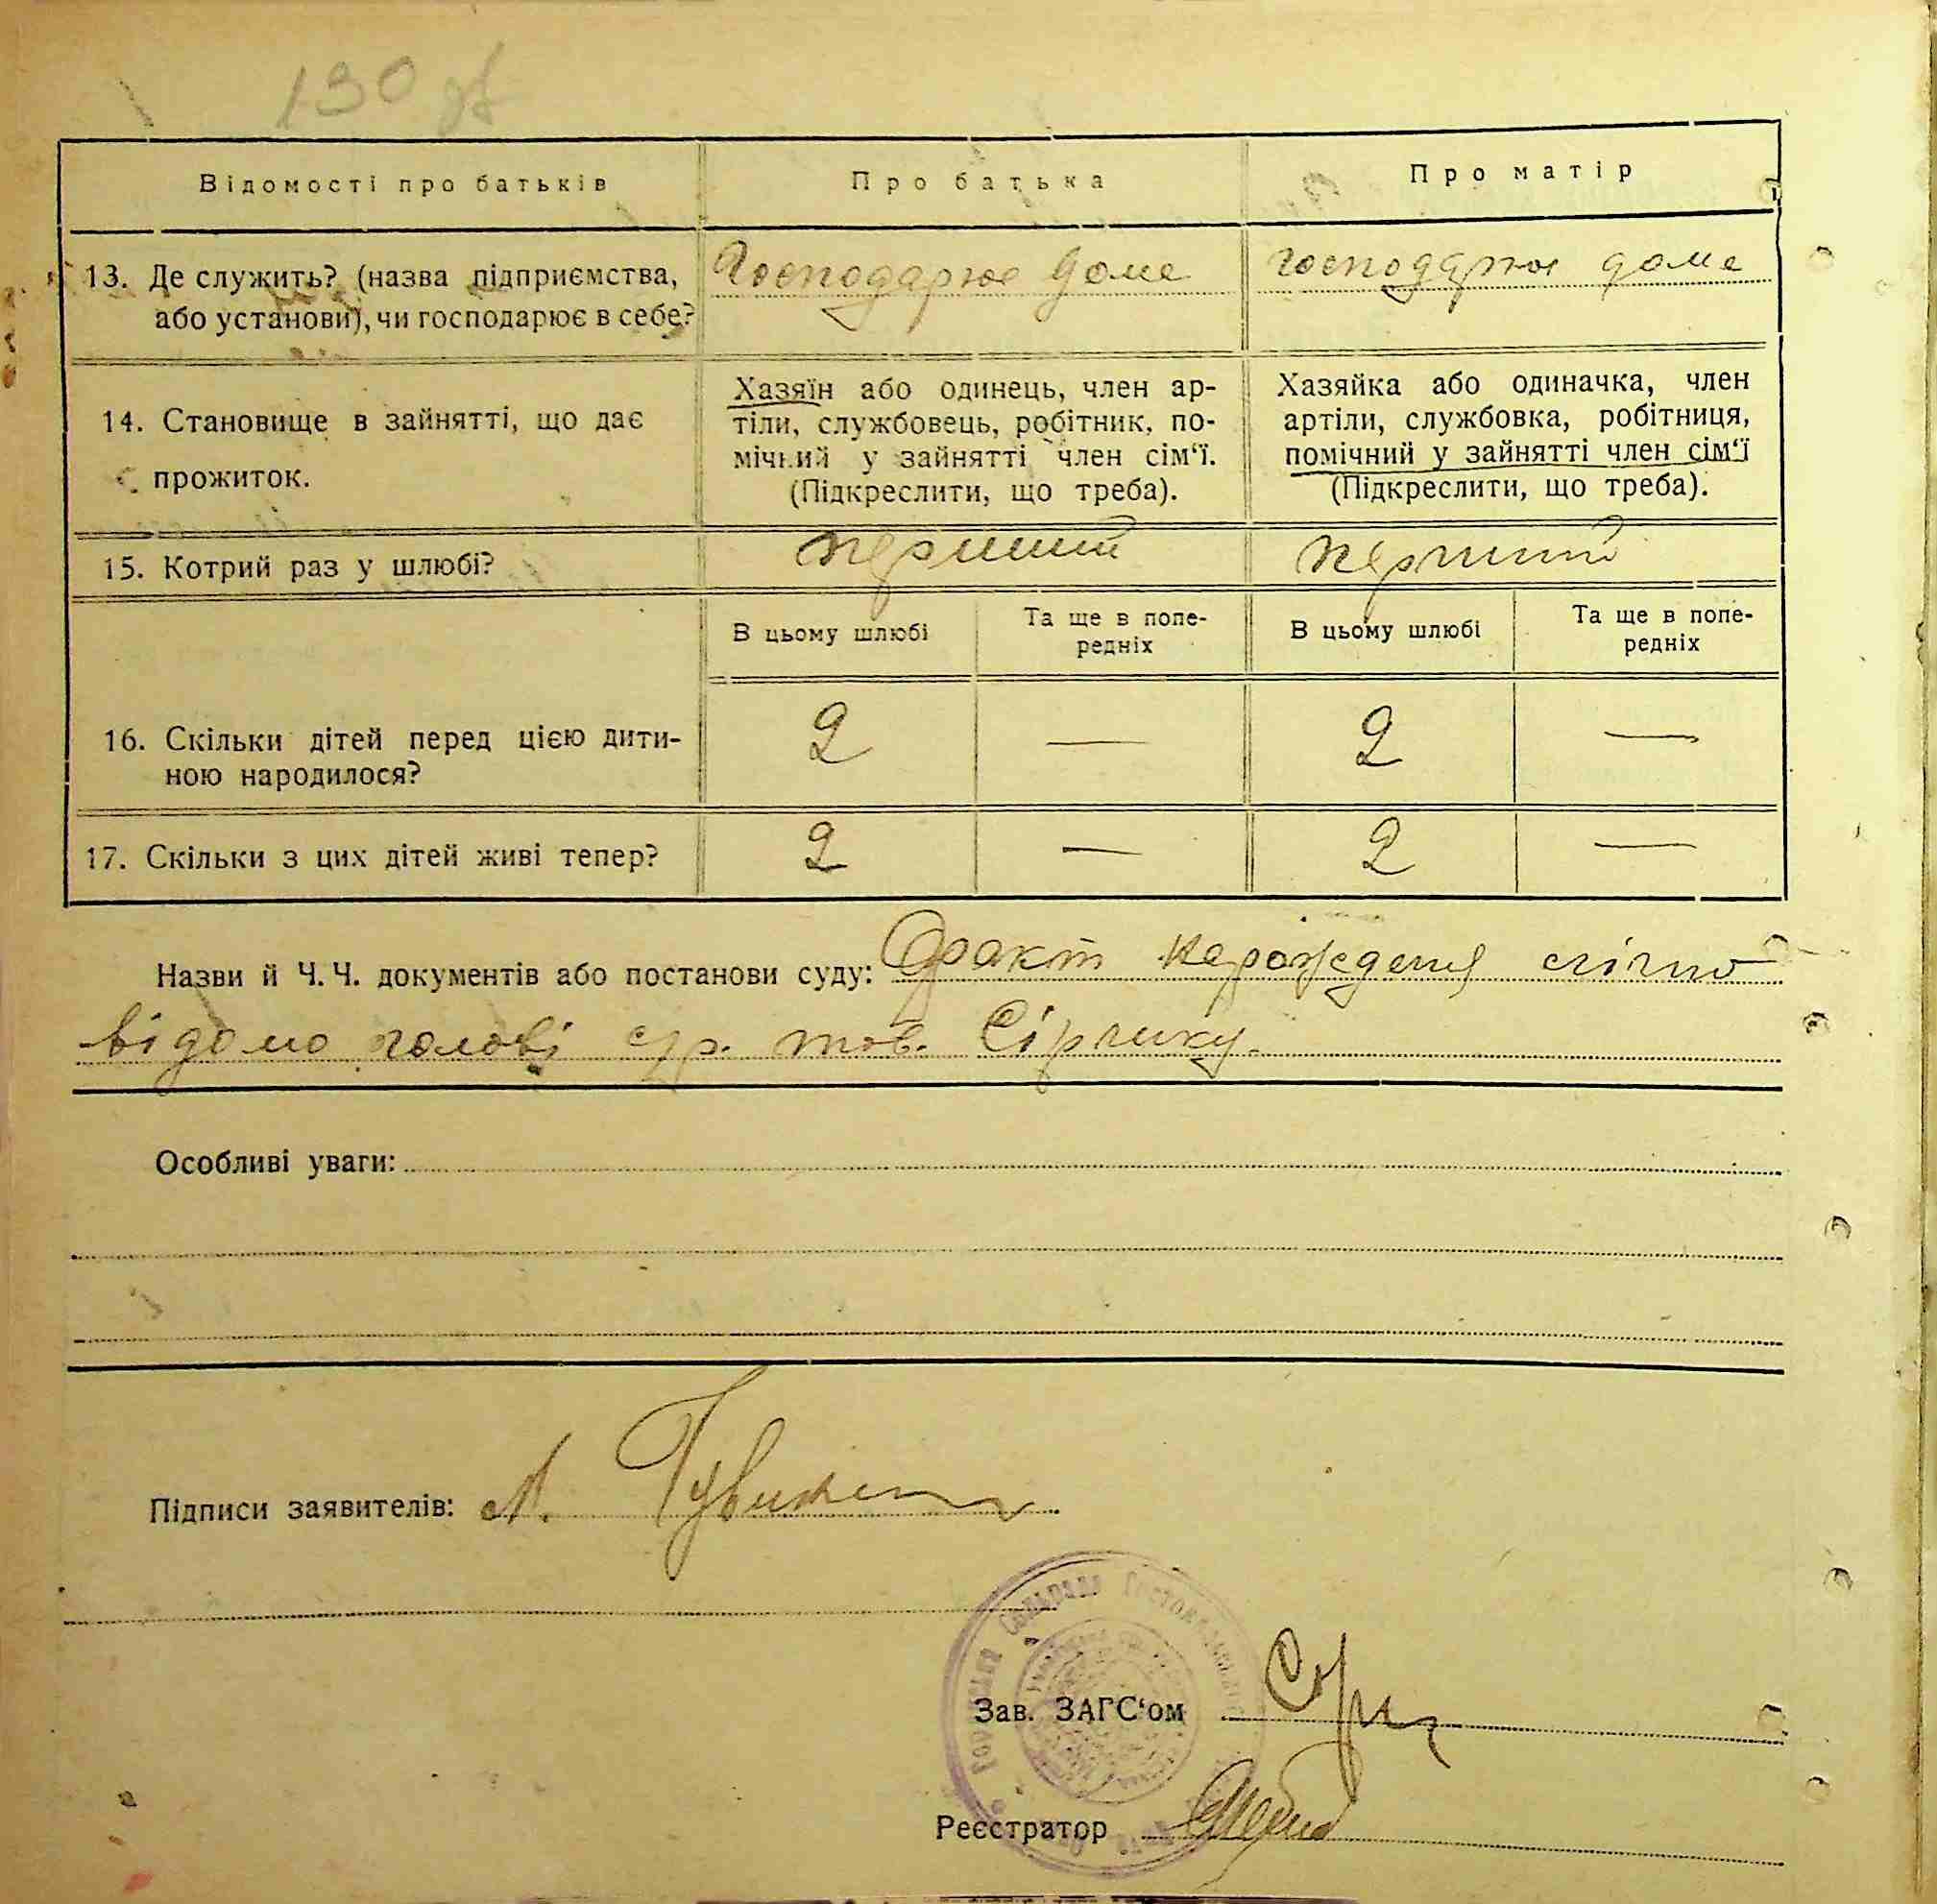 130
Відомості про батьків
Про батька
Про матір
13. Де служить? (назва підприємства,
або установи), чи господарює в себе?
Господарює доме
господарює доме
14. Становище в зайнятті, що дає
прожиток.
Хазяїн або одинець, член ар-
тіли, службовець, робітник, по-
мічний у зайнятті член сім‘ї.
(Підкреслити, що треба).
Хазяйка або одиначка, член
артіли, службовка, робітниця,
помічний у зайнятті член сім‘ї
(Підкреслити, що треба).
15. Котрий раз у шлюбі?
перший
перший
В цьому шлюбі
Та ще в попе-
редніх
В цьому шлюбі
Та ще в попе-
редніх
16. Скільки дітей перед цією дити-
ною народилося?
2 — 2 —
17. Скільки з цих дітей живі тепер?
2 — 2 —
Назви й Ч. Ч. документів або постанови суду: Факт нарождения
відомо голові с/р. тов. Сірчику.
Особливі уваги:
Підписи заявителів:
Зав. ЗАГС‘ом
Реєстратор